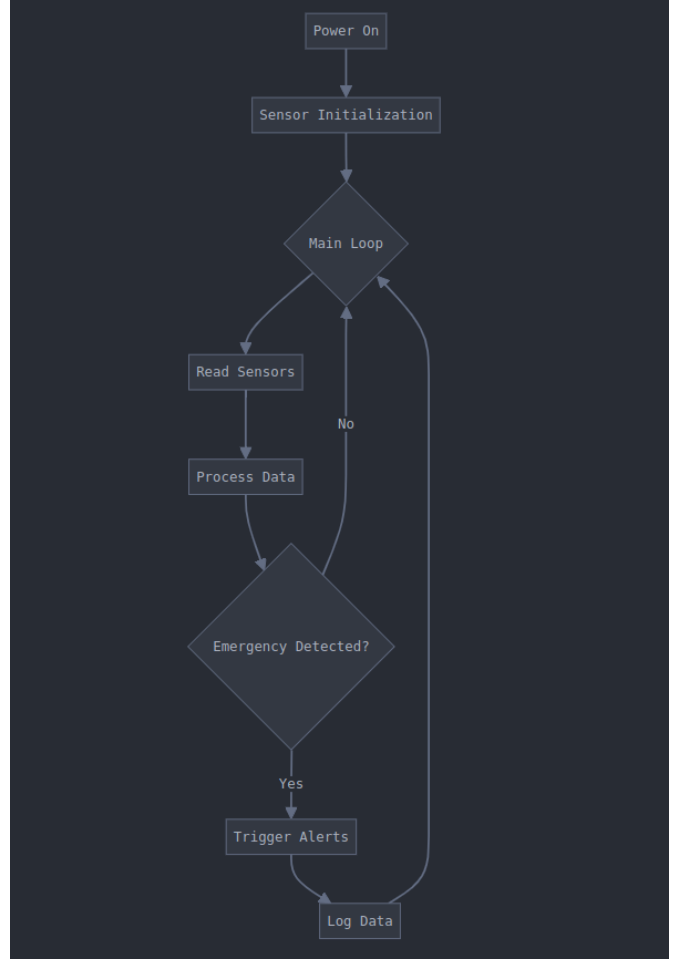 Power On
Sensor Initialization
Main Loop
Read Sensors
No
Process Data
Emergency Detected?
Yes
Trigger Alerts
Log Data